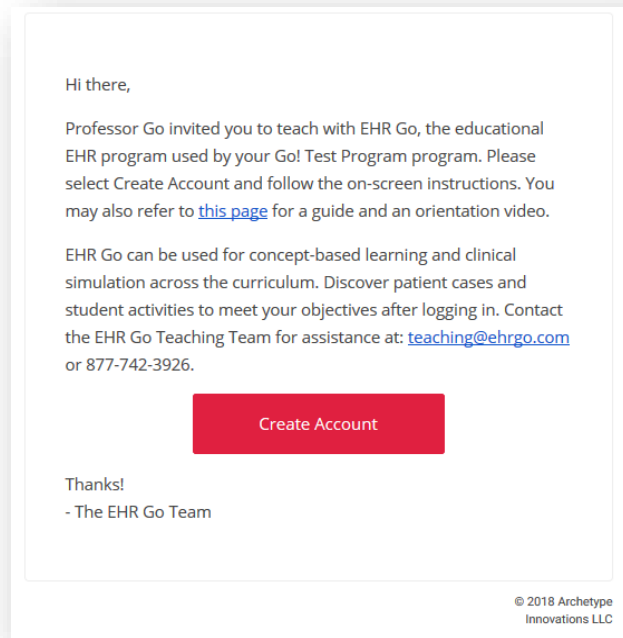 Hi there,
Professor Go invited you to teach with EHR Go, the educational
EHR program used by your Go! Test Program program. Please
select Create Account and follow the on-screen instructions. You
may also refer to this page for a guide and an orientation video.
EHR Go can be used for concept-based learning and clinical
simulation across the curriculum. Discover patient cases and
student activities to meet your objectives after logging in. Contact
the EHR Go Teaching Team for assistance at: teaching@ehrgo.com
or 877-742-3926.
Create Account
Thanks!
- The EHR Go Team
© 2018 Archetype
Innovations LLC